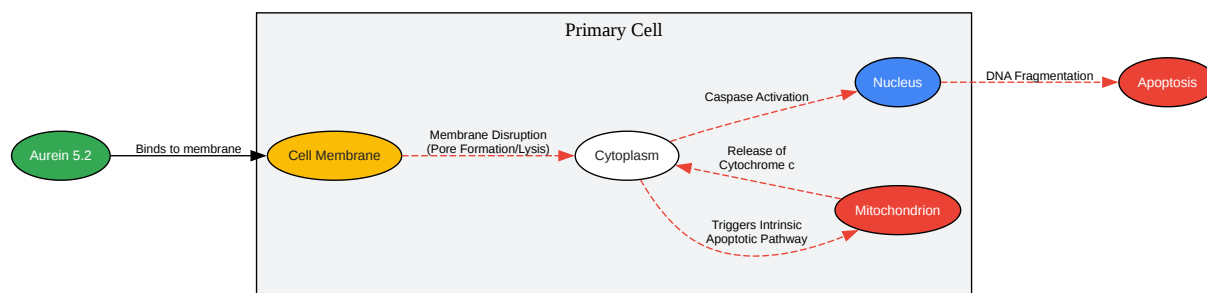 Primary Cell
Aurein 5.2
Binds to membrane
Cell Membrane
Membrane Disruption
(Pore Formation/Lysis)
Cytoplasm
Caspase Activation
Nucleus
DNA Fragmentation
Apoptosis
Release of
Cytochrome c
Mitochondrion
Triggers Intrinsic
Apoptotic Pathway